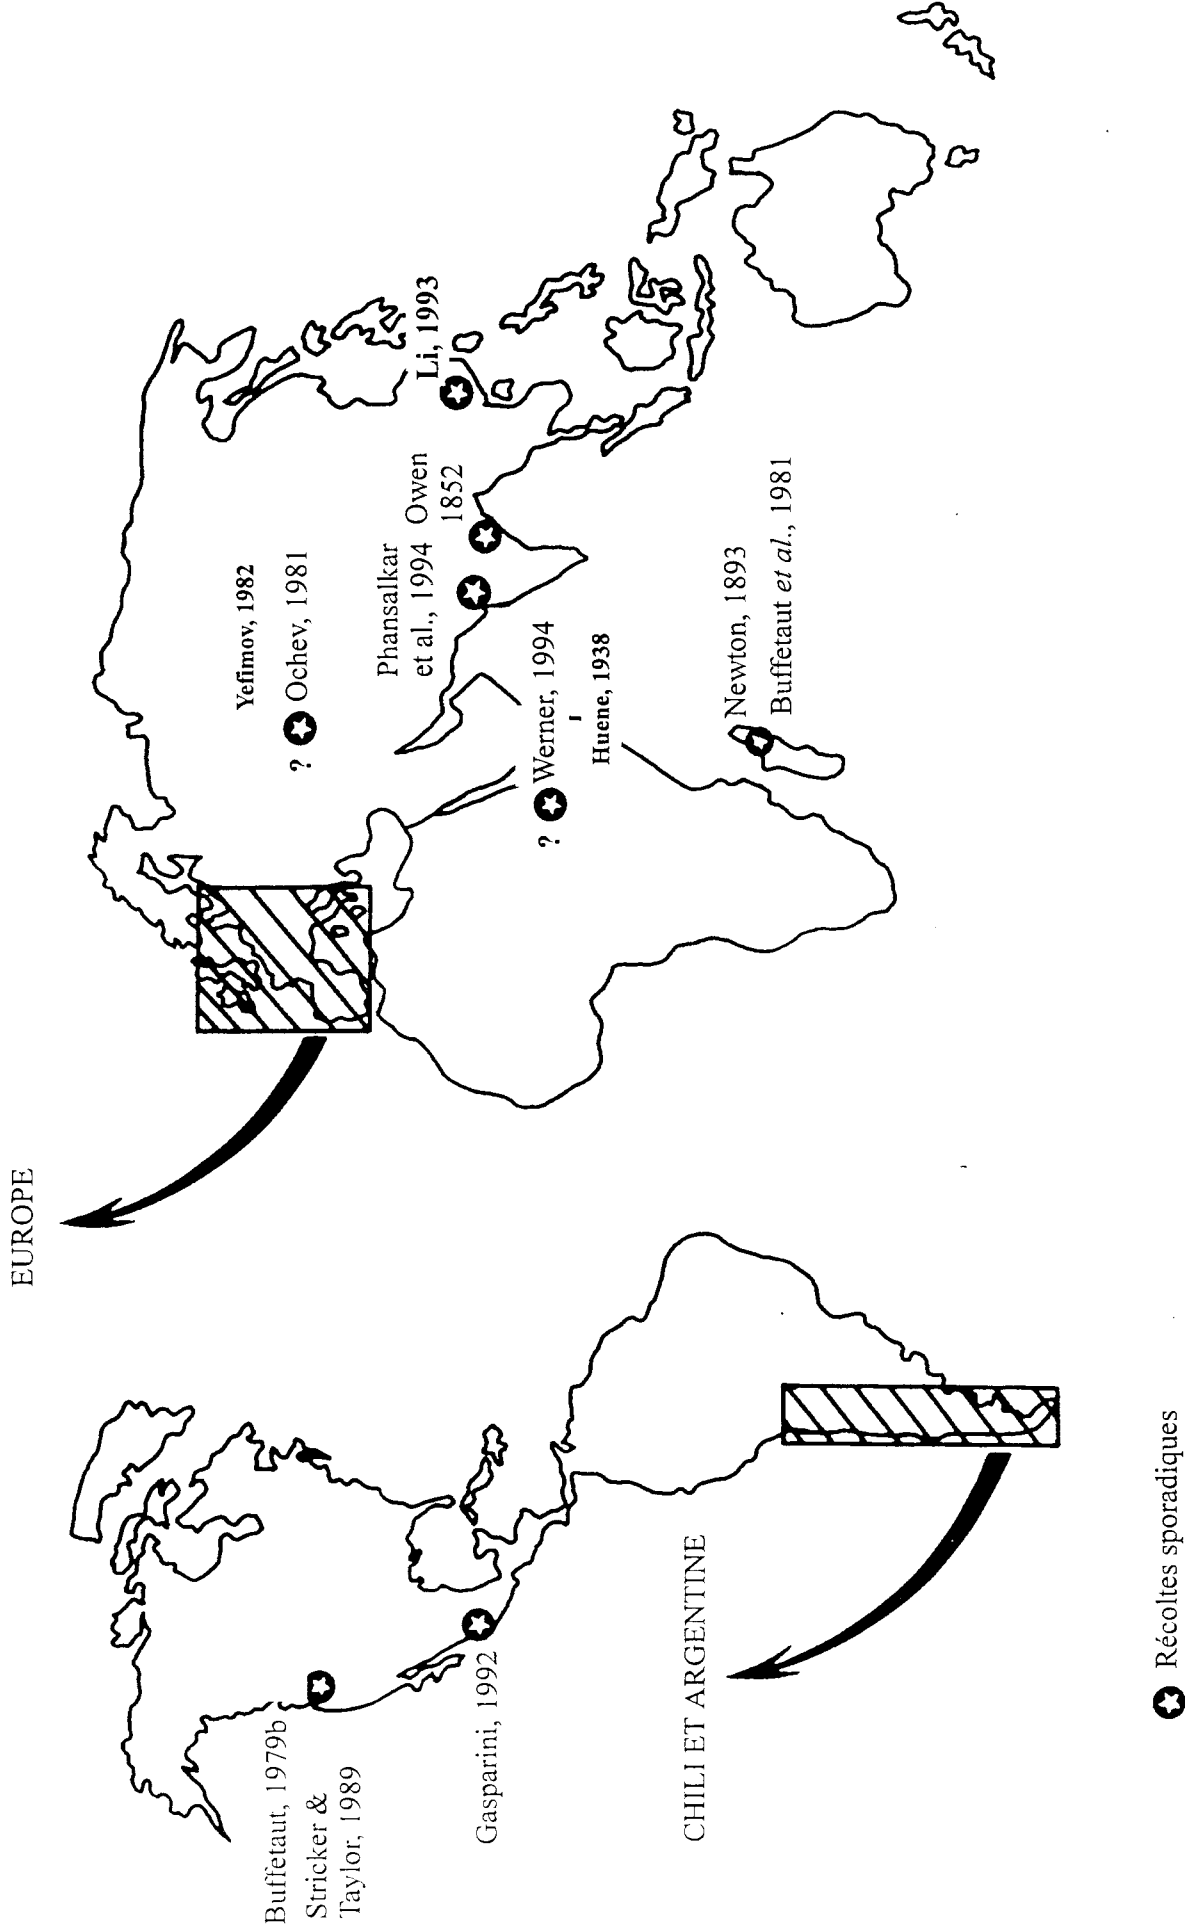 EUROPE
Buffetaut, 1979b
Stricker &
Taylor, 1989
Gasparini, 1992
CHILI ET ARGENTINE
Yefimov, 1982
? Ochev, 1981
Phansalkar
et al., 1994
Owen
1852
Li, 1993
? Werner, 1994
Huene, 1938
Newton, 1893
Buffetaut et al., 1981
Récoltes sporadiques